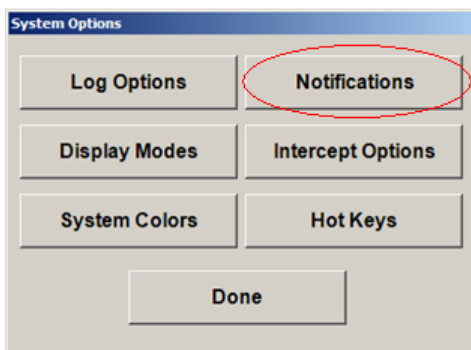 System Options
Log Options
Notifications
Display Modes
Intercept Options
System Colors
Hot Keys
Done